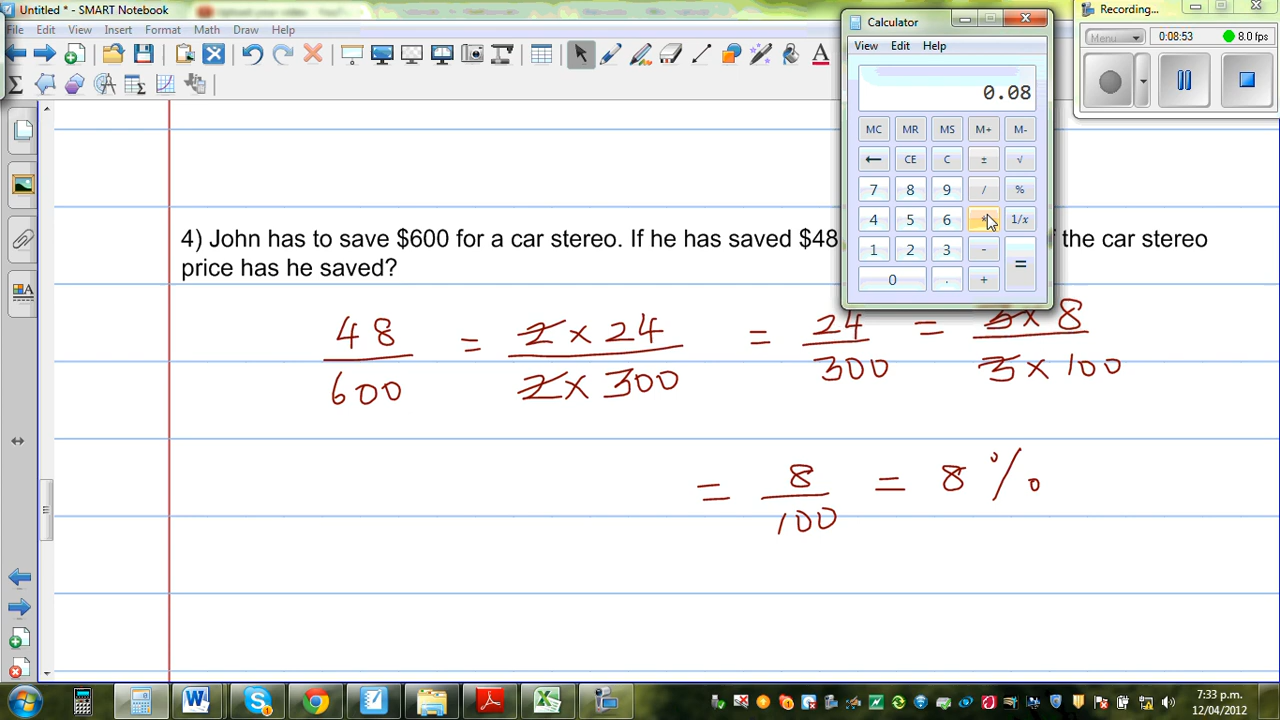 Untitled * - SMART Notebook
File Edit View Insert Format Math Draw Help
Calculator
View Edit Help
0.08
MC MR MS M+ M-
← CE C ± √
7 8 9 / % 
4 5 6 * 1/x
1 2 3 - =
0 . +
Recording...
Menu 0:08:53 8.0 fps
4) John has to save $600 for a car stereo. If he has saved $48 the car stereo
price has he saved?
48/600 = 2 x 24/2 x 300 = 24/300 = 3 x 8/3 x 100
= 8/100 = 8 %
7:33 p.m.
12/04/2012